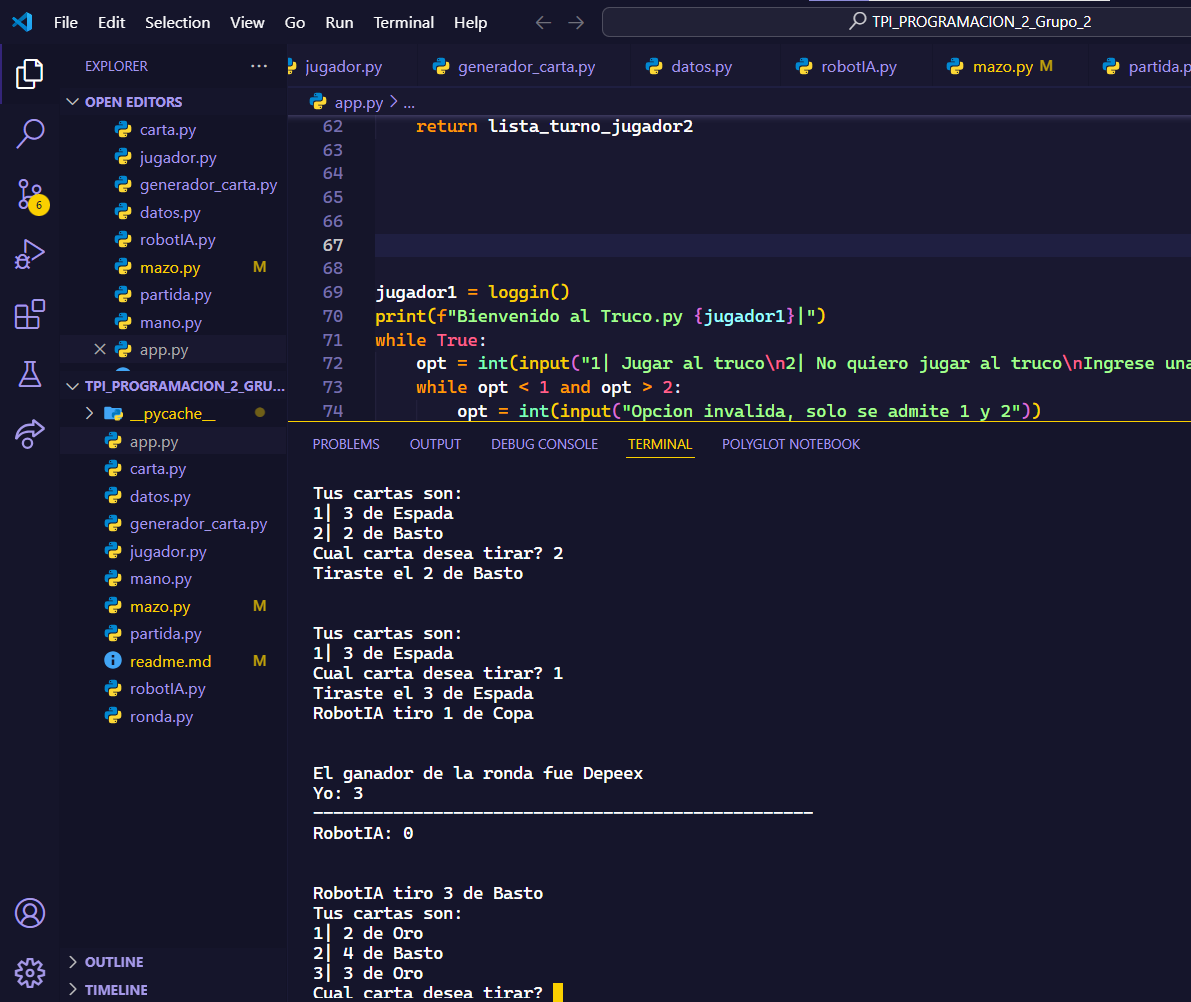 File Edit Selection View Go Run Terminal Help
TPI_PROGRAMACION_2_Grupo_2
EXPLORER
OPEN EDITORS
carta.py
jugador.py
generador_carta.py
datos.py
robotIA.py
mazo.py M
partida.py
mano.py
app.py
TPI_PROGRAMACION_2_GRU...
__pycache__
app.py
carta.py
datos.py
generador_carta.py
jugador.py
mano.py
mazo.py M
partida.py
readme.md M
robotIA.py
ronda.py
OUTLINE
TIMELINE
6
jugador.py generador_carta.py datos.py robotIA.py mazo.py M partida.p
app.py > ...
62 return lista_turno_jugador2
63
64
65
66
67
68
69 jugador1 = loggin()
70 print(f"Bienvenido al Truco.py {jugador1}|")
71 while True:
72 opt = int(input("1| Jugar al truco\n2| No quiero jugar al truco\nIngrese una
73 while opt < 1 and opt > 2:
74 opt = int(input("Opcion invalida, solo se admite 1 y 2"))
PROBLEMS OUTPUT DEBUG CONSOLE TERMINAL POLYGLOT NOTEBOOK
Tus cartas son:
1| 3 de Espada
2| 2 de Basto
Cual carta desea tirar? 2
Tiraste el 2 de Basto
Tus cartas son:
1| 3 de Espada
Cual carta desea tirar? 1
Tiraste el 3 de Espada
RobotIA tiro 1 de Copa
El ganador de la ronda fue Depeex
Yo: 3
--------------------------------------------------
RobotIA: 0
RobotIA tiro 3 de Basto
Tus cartas son:
1| 2 de Oro
2| 4 de Basto
3| 3 de Oro
Cual carta desea tirar?